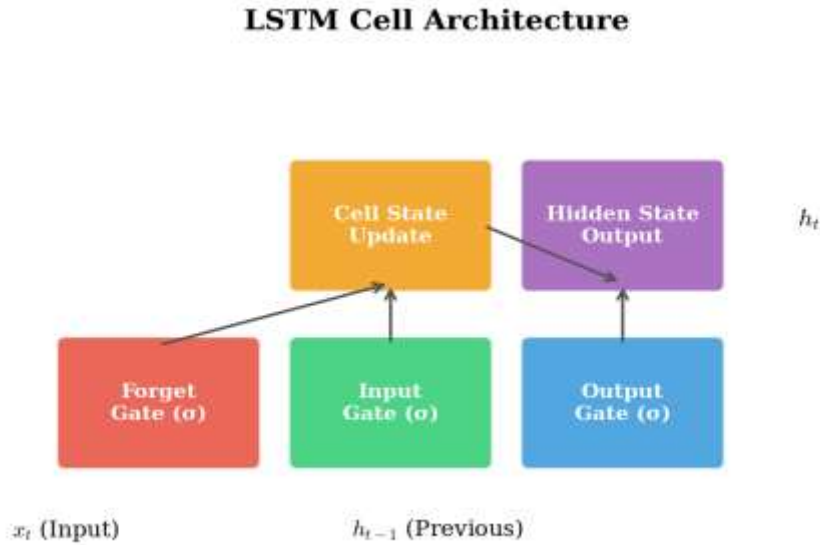 LSTM Cell Architecture
Cell State
Update
Hidden State
Output
h_t
Forget
Gate (σ)
Input
Gate (σ)
Output
Gate (σ)
x_t (Input)
h_{t−1} (Previous)